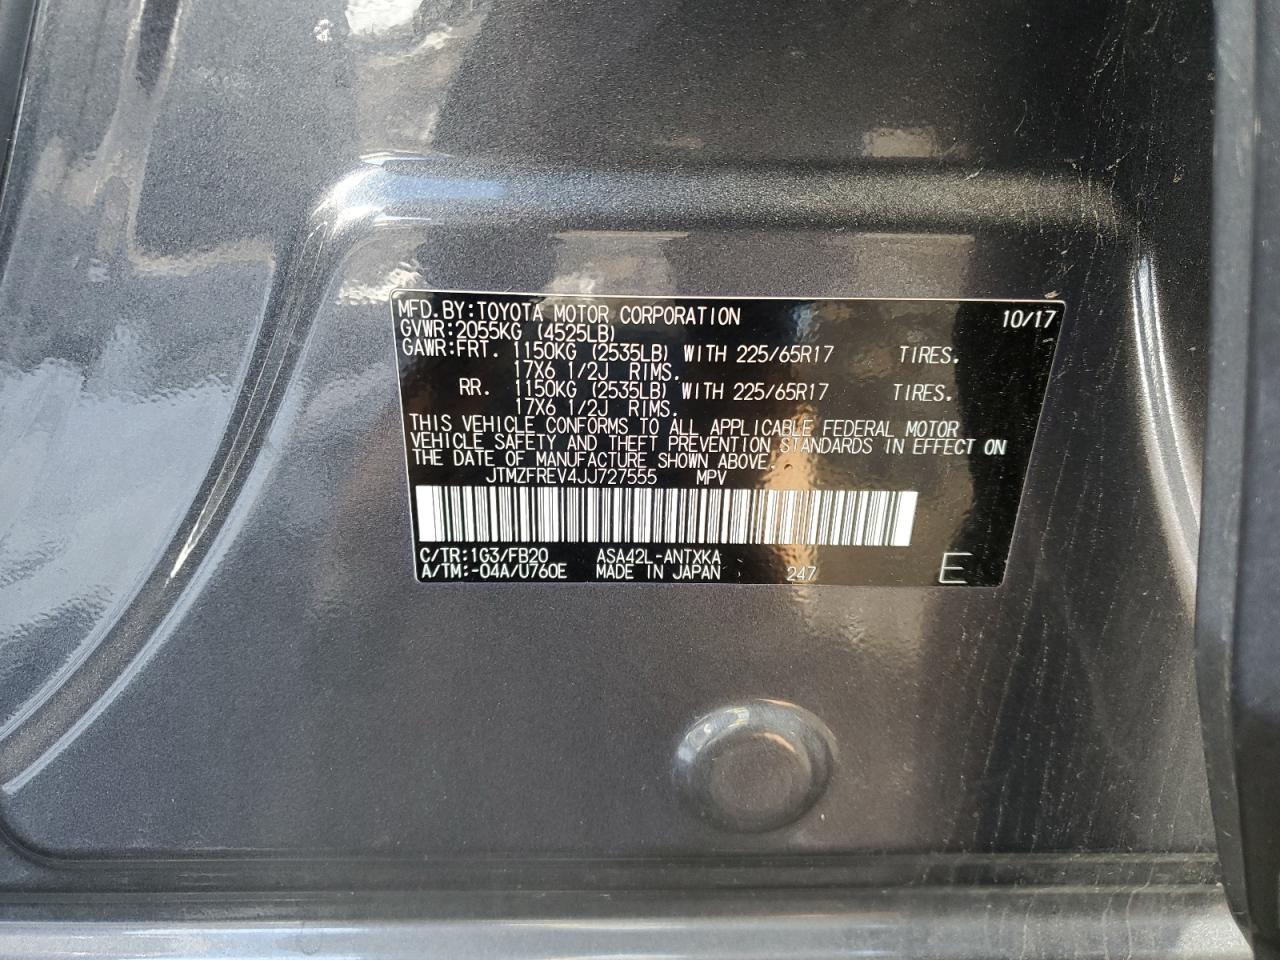 MFD.BY:TOYOTA MOTOR CORPORATION 10/17
GVWR:2055KG (4525LB)
GAWR:FRT. 1150KG (2535LB) WITH 225/65R17 TIRES.
17X6 1/2J RIMS.
RR. 1150KG (2535LB) WITH 225/65R17 TIRES.
17X6 1/2J RIMS.
THIS VEHICLE CONFORMS TO ALL APPLICABLE FEDERAL MOTOR
VEHICLE SAFETY AND THEFT PREVENTION STANDARDS IN EFFECT ON
THE DATE OF MANUFACTURE SHOWN ABOVE.
JTMZFREV4JJ727555 MPV
C/TR:1G3/FB20 ASA42L-ANTXKA
A/TM:-04A/U760E MADE IN JAPAN 247 E